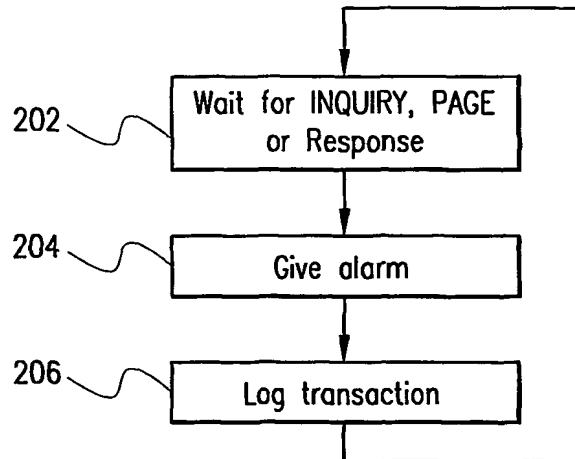 202
Wait for INQUIRY, PAGE
or Response
204
Give alarm
206
Log transaction